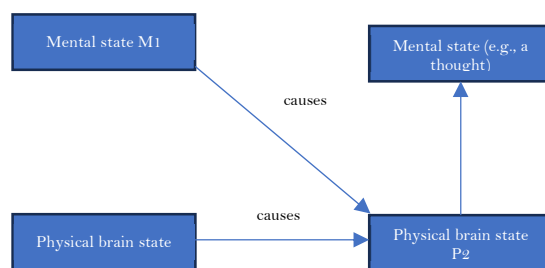 Mental state M1
Mental state (e.g., a
thought)
causes
causes
Physical brain state
Physical brain state
P2